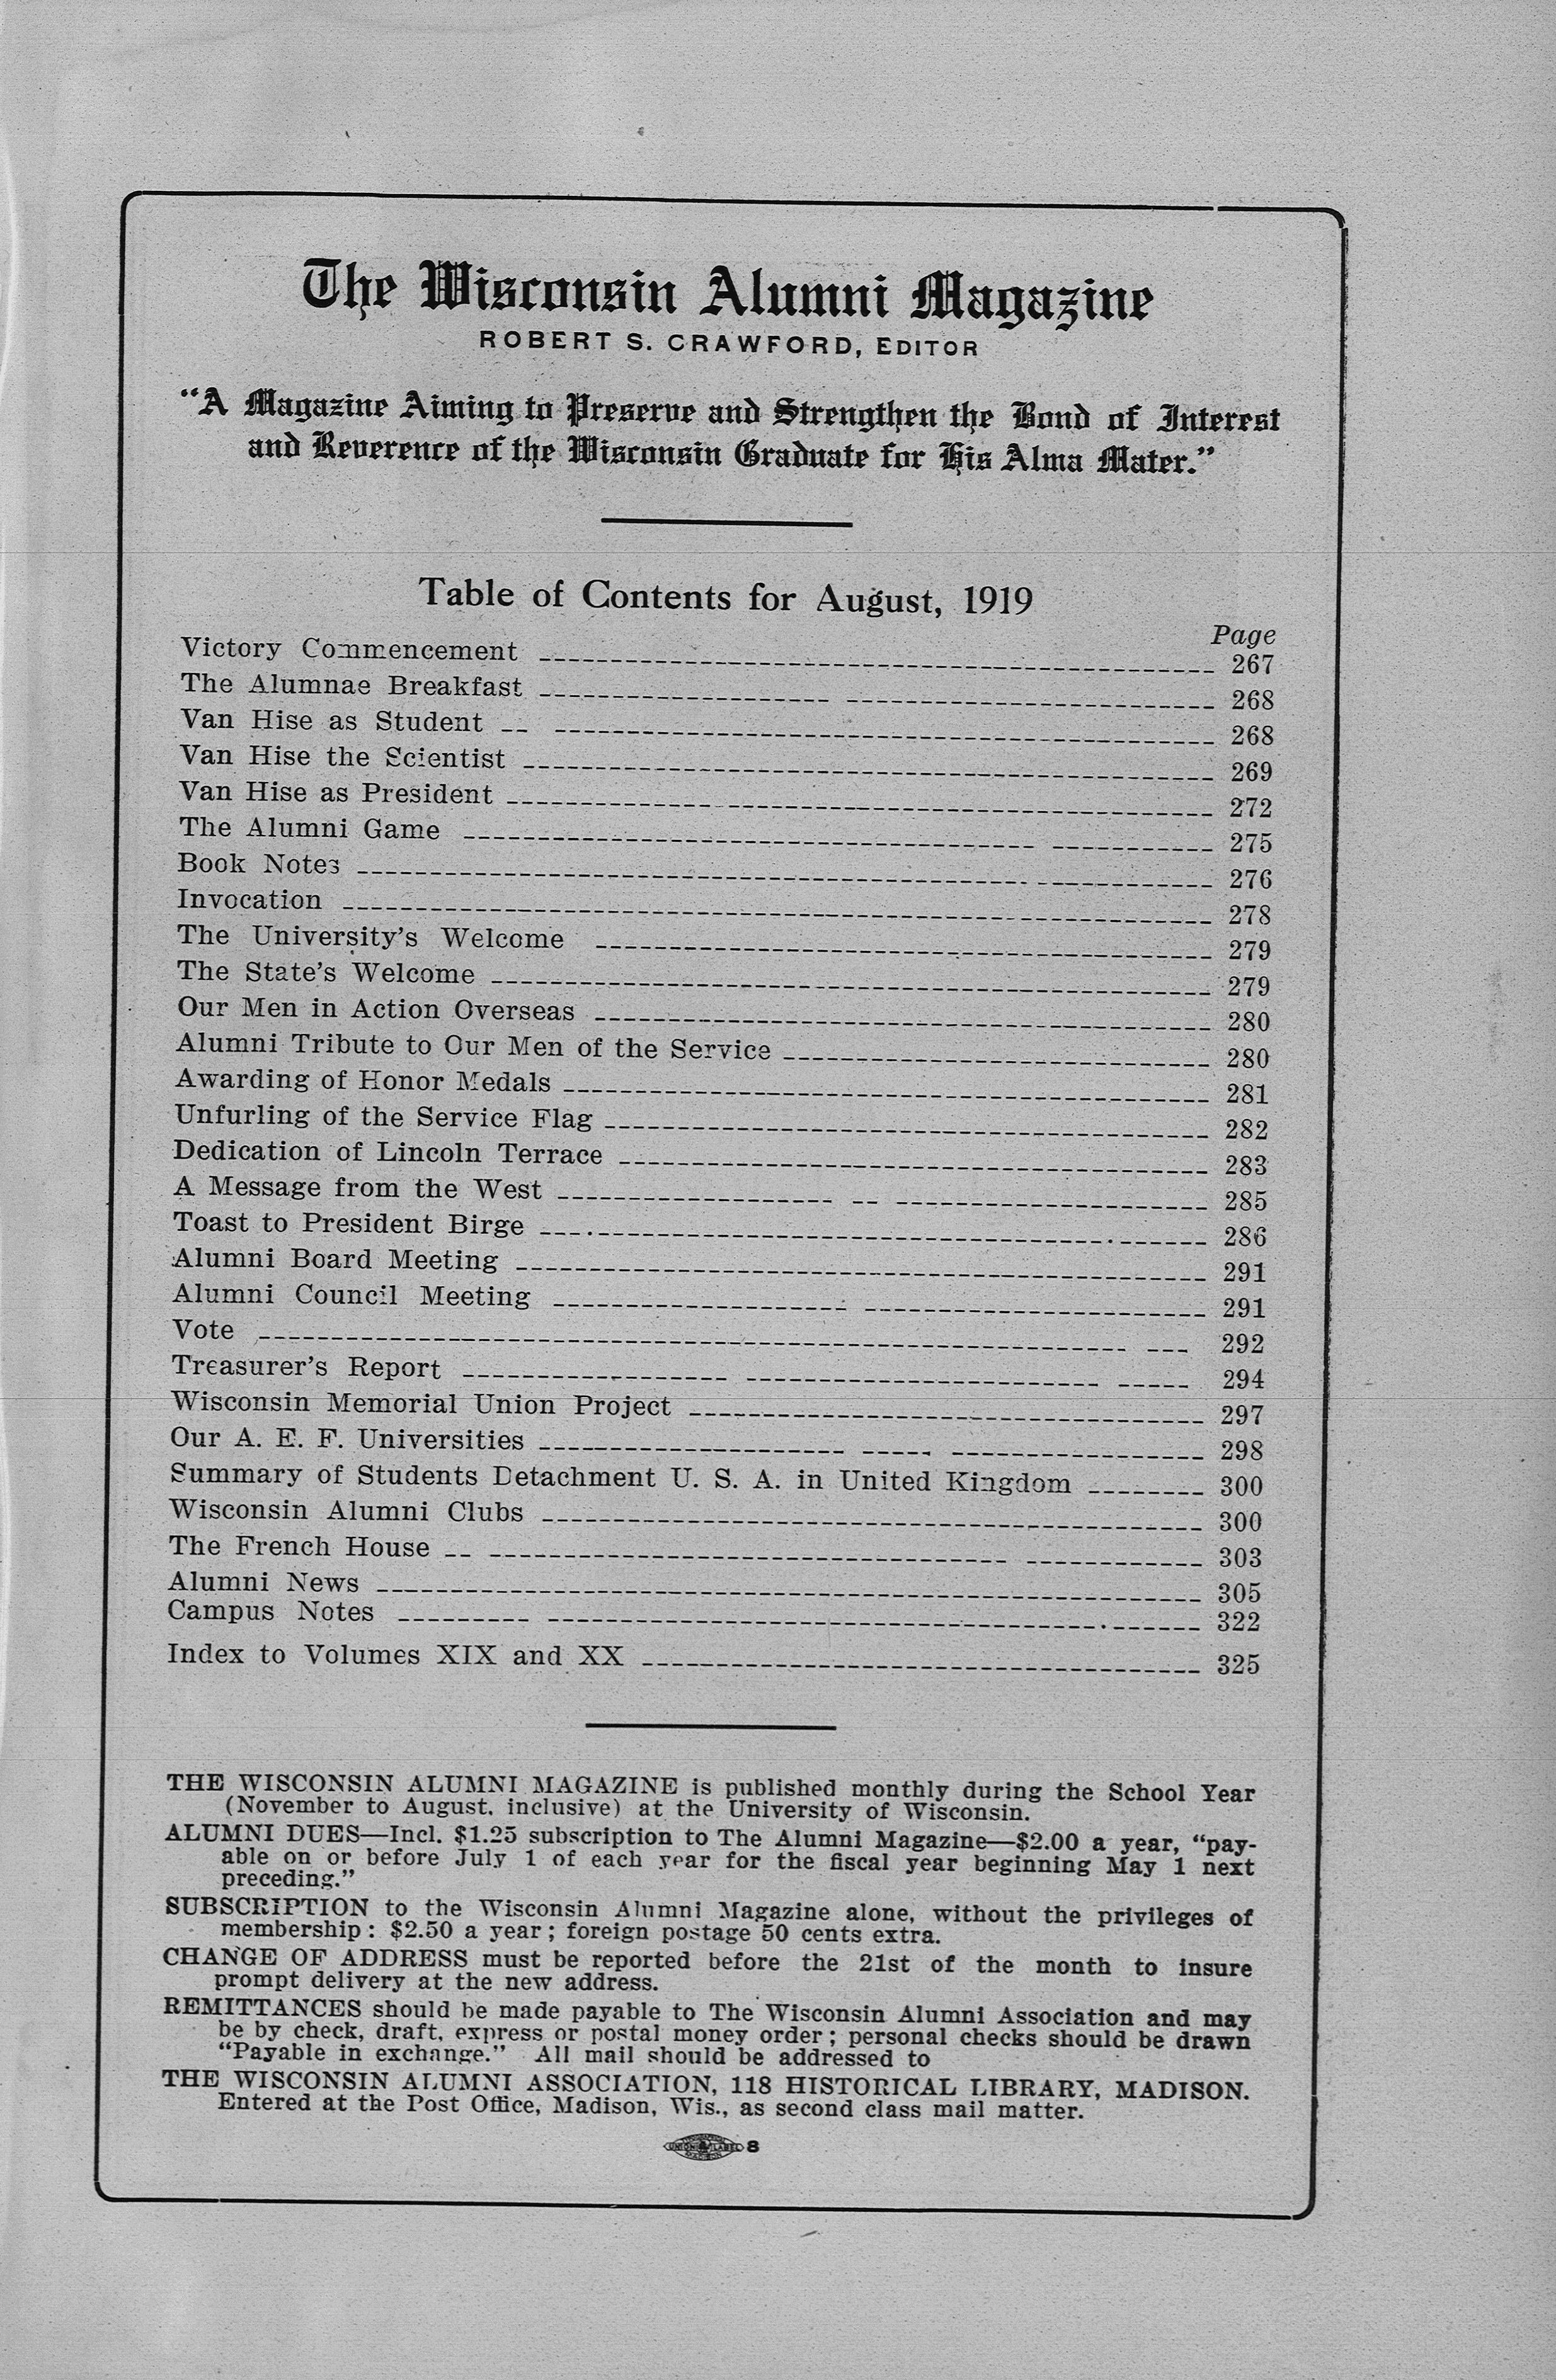 The Wisconsin Alumni Magazine
ROBERT S. CRAWFORD, EDITOR
"A Magazine Aiming to Preserve and Strengthen the Bond of Interest
and Reverence of the Wisconsin Graduate for His Alma Mater."
Table of Contents for August, 1919
Page
Victory Commencement 267
The Alumnae Breakfast 268
Van Hise as Student 268
Van Hise the Scientist 269
Van Hise as President 272
The Alumni Game 275
Book Notes 276
Invocation 278
The University's Welcome 279
The State's Welcome 279
Our Men in Action Overseas 280
Alumni Tribute to Our Men of the Service 280
Awarding of Honor Medals 281
Unfurling of the Service Flag 282
Dedication of Lincoln Terrace 283
A Message from the West 285
Toast to President Birge 286
Alumni Board Meeting 291
Alumni Council Meeting 291
Vote 292
Treasurer's Report 294
Wisconsin Memorial Union Project 297
Our A. E. F. Universities 298
Summary of Students Detachment U. S. A. in United Kingdom 300
Wisconsin Alumni Clubs 300
The French House 303
Alumni News 305
Campus Notes 322
Index to Volumes XIX and XX 325
THE WISCONSIN ALUMNI MAGAZINE is published monthly during the School Year
(November to August, inclusive) at the University of Wisconsin.
ALUMNI DUES—Incl. $1.25 subscription to The Alumni Magazine—$2.00 a year, "pay-
able on or before July 1 of each year for the fiscal year beginning May 1 next
preceding."
SUBSCRIPTION to the Wisconsin Alumni Magazine alone, without the privileges of
membership: $2.50 a year; foreign postage 50 cents extra.
CHANGE OF ADDRESS must be reported before the 21st of the month to insure
prompt delivery at the new address.
REMITTANCES should be made payable to The Wisconsin Alumni Association and may
be by check, draft, express or postal money order; personal checks should be drawn
"Payable in exchange." All mail should be addressed to
THE WISCONSIN ALUMNI ASSOCIATION, 118 HISTORICAL LIBRARY, MADISON.
Entered at the Post Office, Madison, Wis., as second class mail matter.
UNION LABEL 8